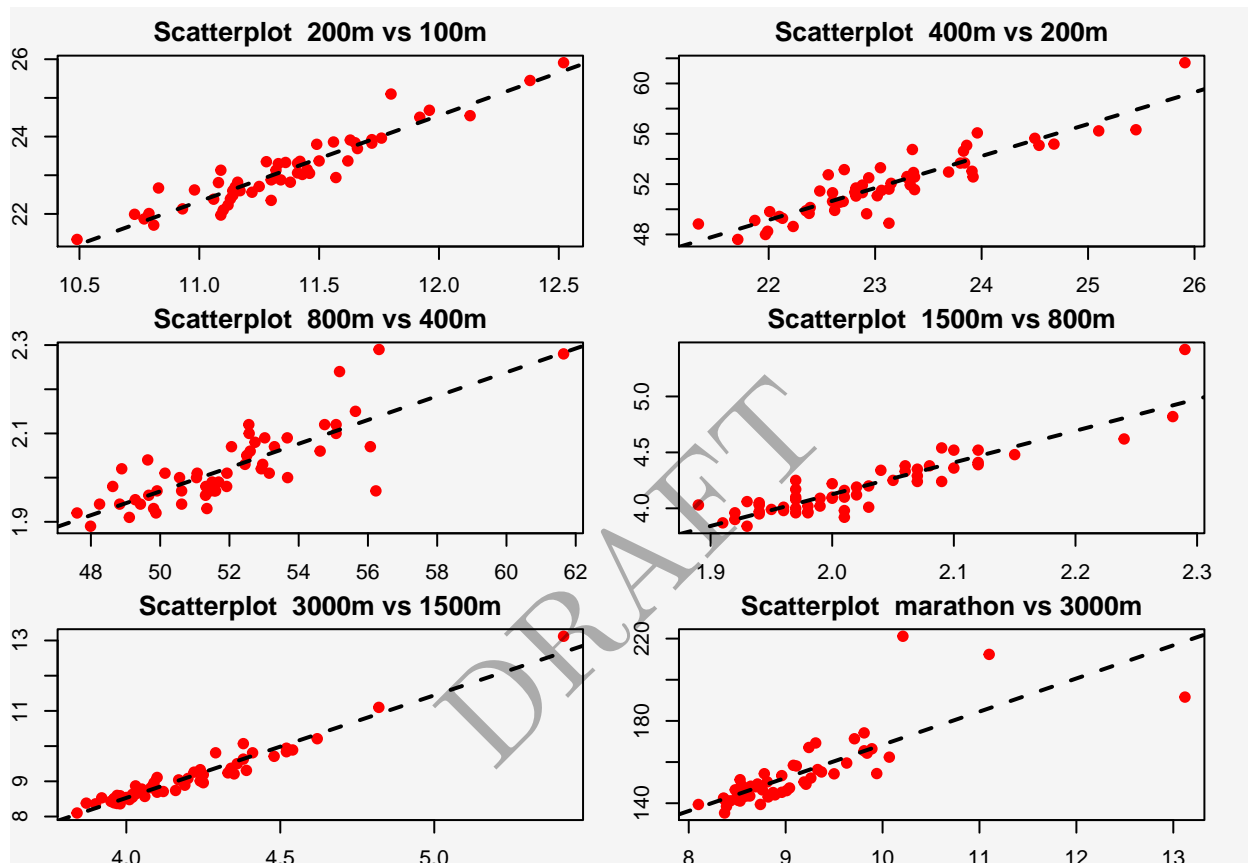 Scatterplot 200m vs 100m
26
24
22
10.5 11.0 11.5 12.0 12.5
Scatterplot 400m vs 200m
60
56
52
48
22 23 24 25 26
Scatterplot 800m vs 400m
2.3
2.1
1.9
48 50 52 54 56 58 60 62
Scatterplot 1500m vs 800m
5.0
4.5
4.0
1.9 2.0 2.1 2.2 2.3
Scatterplot 3000m vs 1500m
13
11
9
8
4.0 4.5 5.0
Scatterplot marathon vs 3000m
220
180
140
8 9 10 11 12 13
DRAFT